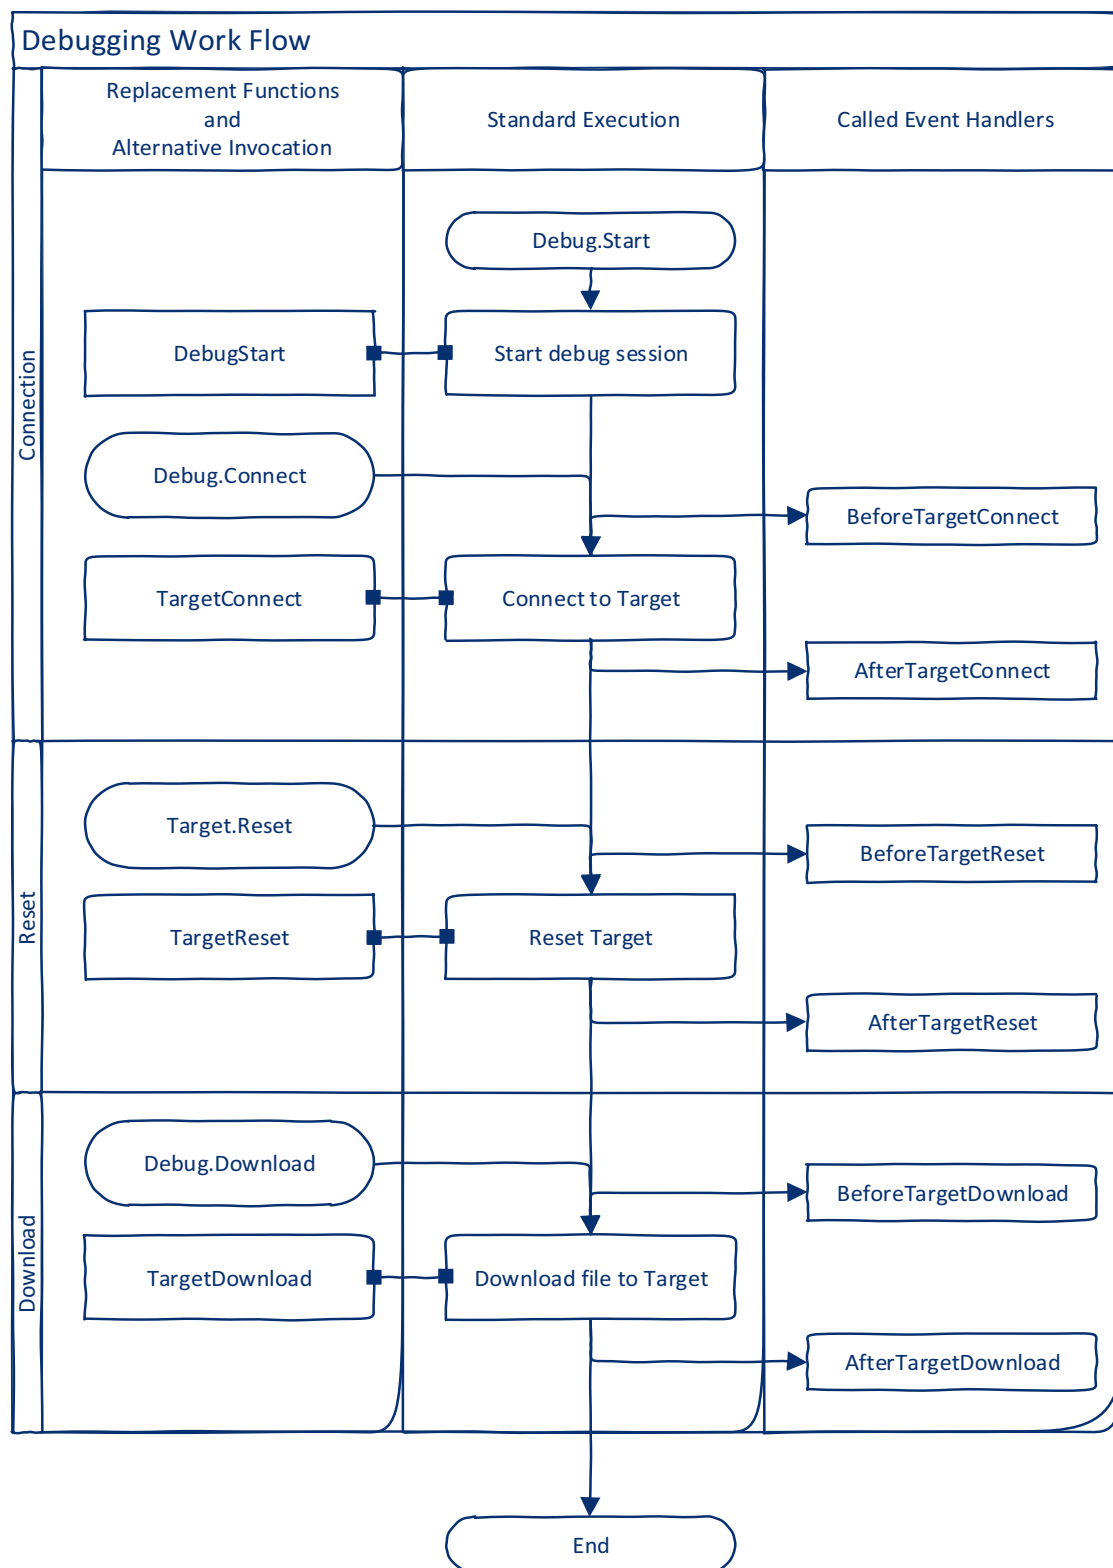 Debugging Work Flow
Replacement Functions
and
Alternative Invocation
Standard Execution
Called Event Handlers
Connection
Debug.Start
DebugStart
Start debug session
Debug.Connect
BeforeTargetConnect
TargetConnect
Connect to Target
AfterTargetConnect
Reset
Target.Reset
BeforeTargetReset
TargetReset
Reset Target
AfterTargetReset
Download
Debug.Download
BeforeTargetDownload
TargetDownload
Download file to Target
AfterTargetDownload
End